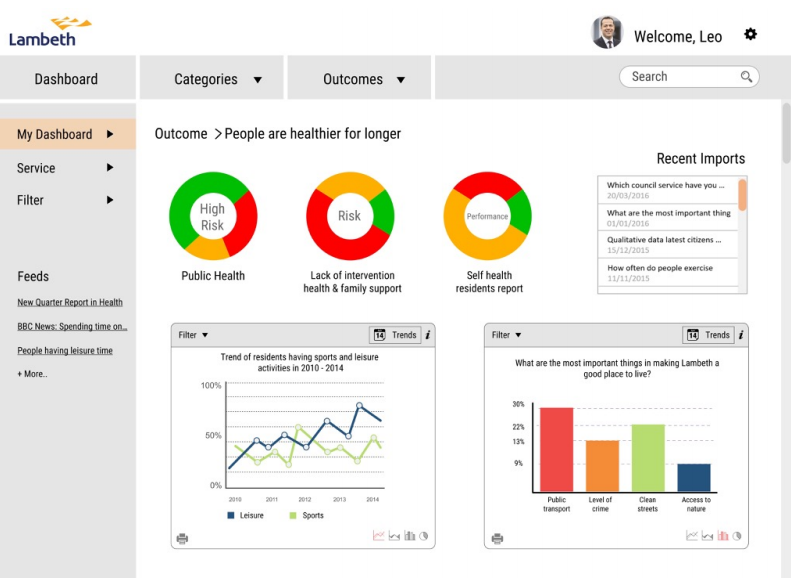 Lambeth
Welcome, Leo
Dashboard
Categories
Outcomes
Search
My Dashboard
Service
Filter
Feeds
New Quarter Report in Health
BBC News: Spending time on...
People having leisure time
+ More..
Outcome > People are healthier for longer
High
Risk
Public Health
Risk
Lack of intervention
health & family support
Performance
Self health
residents report
Recent Imports
Which council service have you ...
20/03/2016
What are the most important thing
01/01/2016
Qualitative data latest citizens ...
15/12/2015
How often do people exercise
11/11/2015
Filter
14 Trends i
Trend of residents having sports and leisure
activities in 2010 - 2014
100%
50%
0%
2010 2011 2012 2013 2014
Leisure Sports
Filter
14 Trends i
What are the most important things in making Lambeth a
good place to live?
30%
22%
13%
9%
Public
transport
Level of
crime
Clean
streets
Access to
nature